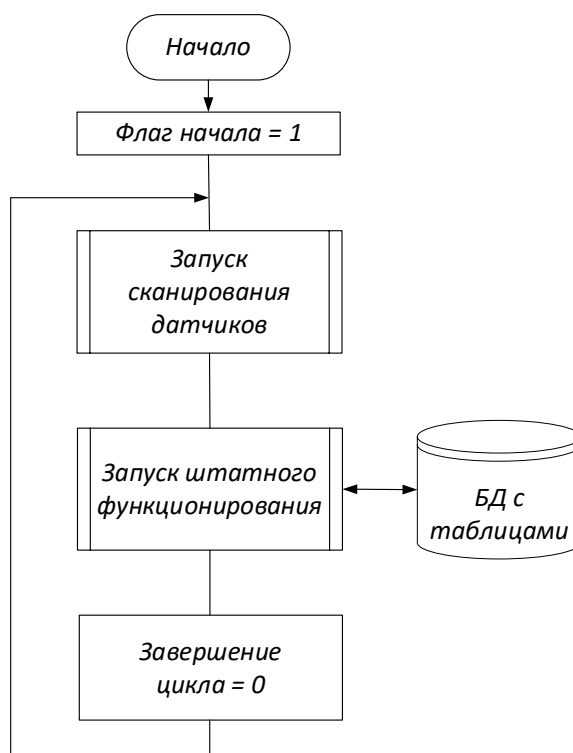 Начало
Флаг начала = 1
Запуск
сканирования
датчиков
Запуск штатного
функционирования
БД с
таблицами
Завершение
цикла = 0